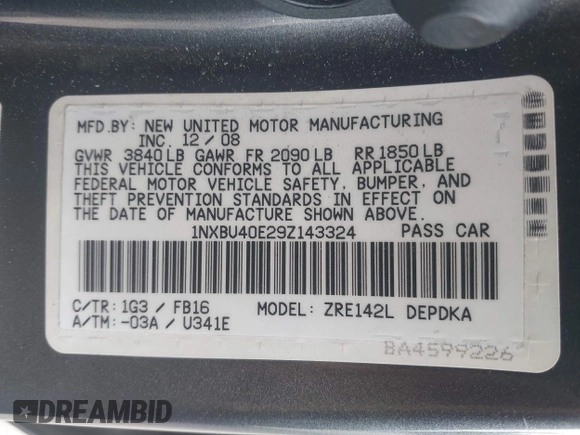 MFD.BY: NEW UNITED MOTOR MANUFACTURING
INC. 12/08
GVWR 3840LB GAWR FR 2090LB RR 1850LB
THIS VEHICLE CONFORMS TO ALL APPLICABLE
FEDERAL MOTOR VEHICLE SAFETY, BUMPER, AND
THEFT PREVENTION STANDARDS IN EFFECT ON
THE DATE OF MANUFACTURE SHOWN ABOVE.
1NXBU40E29Z143324 PASS CAR
C/TR: 1G3 / FB16 MODEL: ZRE142L DEPDKA
A/TM: -03A / U341E
BA4599226
DREAMBID